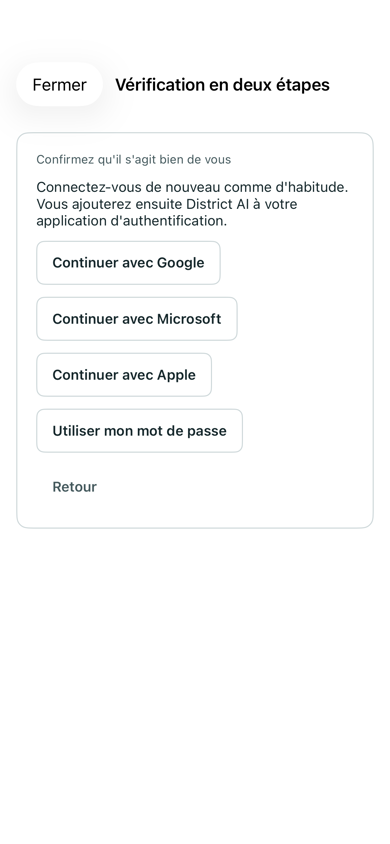 Fermer
Vérification en deux étapes
Confirmez qu'il s'agit bien de vous
Connectez-vous de nouveau comme d'habitude.
Vous ajouterez ensuite District AI à votre
application d'authentification.
Continuer avec Google
Continuer avec Microsoft
Continuer avec Apple
Utiliser mon mot de passe
Retour